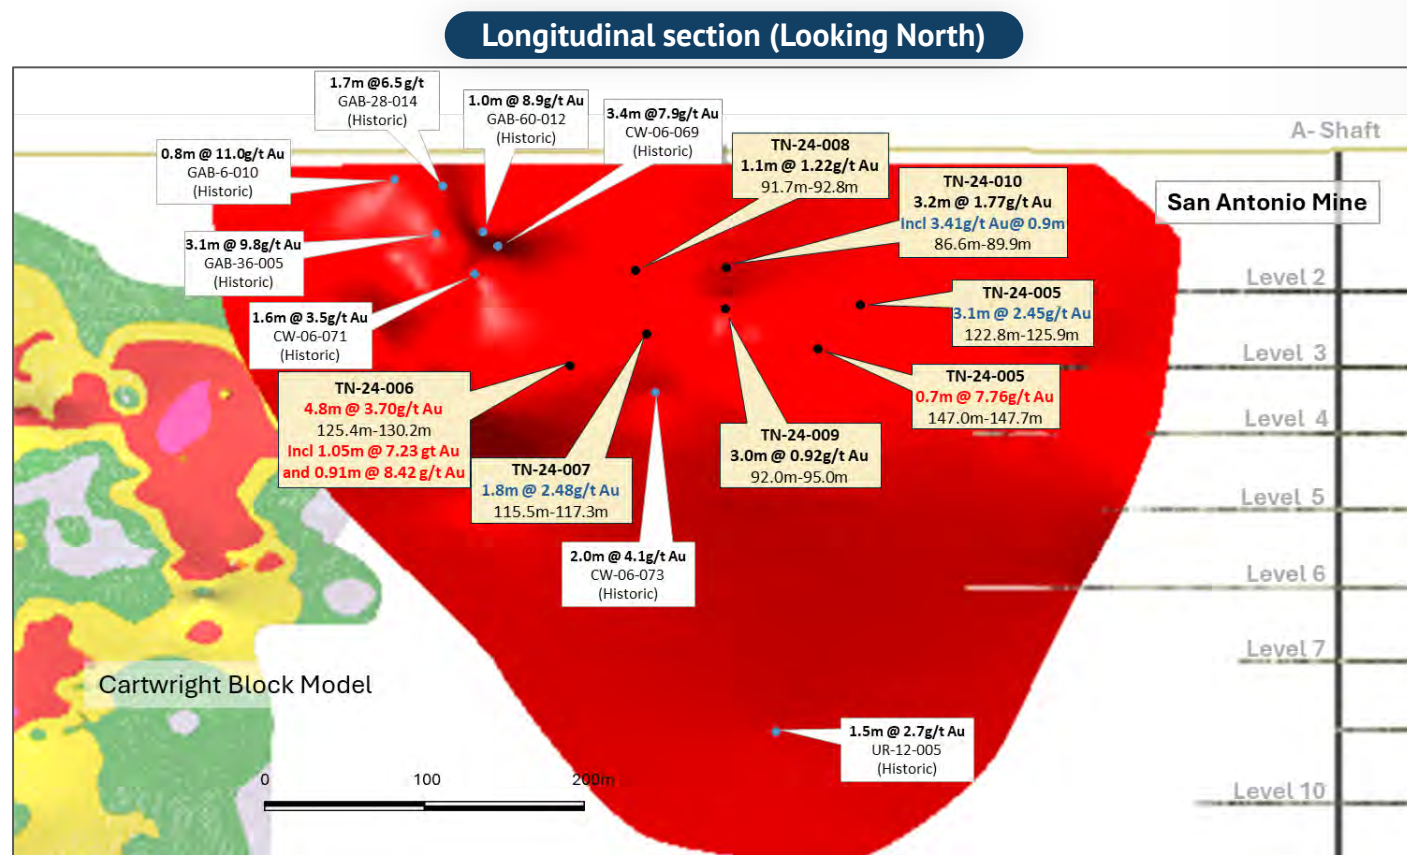 Longitudinal section (Looking North)
1.7m @6.5 g/t
GAB-28-014
(Historic)
1.0m @ 8.9g/t Au
GAB-60-012
(Historic)
3.4m @7.9g/t Au
CW-06-069
(Historic)
0.8m @ 11.0g/t Au
GAB-6-010
(Historic)
TN-24-008
1.1m @ 1.22g/t Au
91.7m-92.8m
A- Shaft
TN-24-010
3.2m @ 1.77g/t Au
Incl 3.41g/t Au@ 0.9m
86.6m-89.9m
San Antonio Mine
3.1m @ 9.8g/t Au
GAB-36-005
(Historic)
Level 2
TN-24-005
3.1m @ 2.45g/t Au
122.8m-125.9m
1.6m @ 3.5g/t Au
CW-06-071
(Historic)
Level 3
TN-24-006
4.8m @ 3.70g/t Au
125.4m-130.2m
Incl 1.05m @ 7.23 gt Au
and 0.91m @ 8.42 g/t Au
TN-24-005
0.7m @ 7.76g/t Au
147.0m-147.7m
Level 4
TN-24-009
3.0m @ 0.92g/t Au
92.0m-95.0m
TN-24-007
1.8m @ 2.48g/t Au
115.5m-117.3m
Level 5
2.0m @ 4.1g/t Au
CW-06-073
(Historic)
Level 6
Level 7
Cartwright Block Model
1.5m @ 2.7g/t Au
UR-12-005
(Historic)
0 100 200m
Level 10